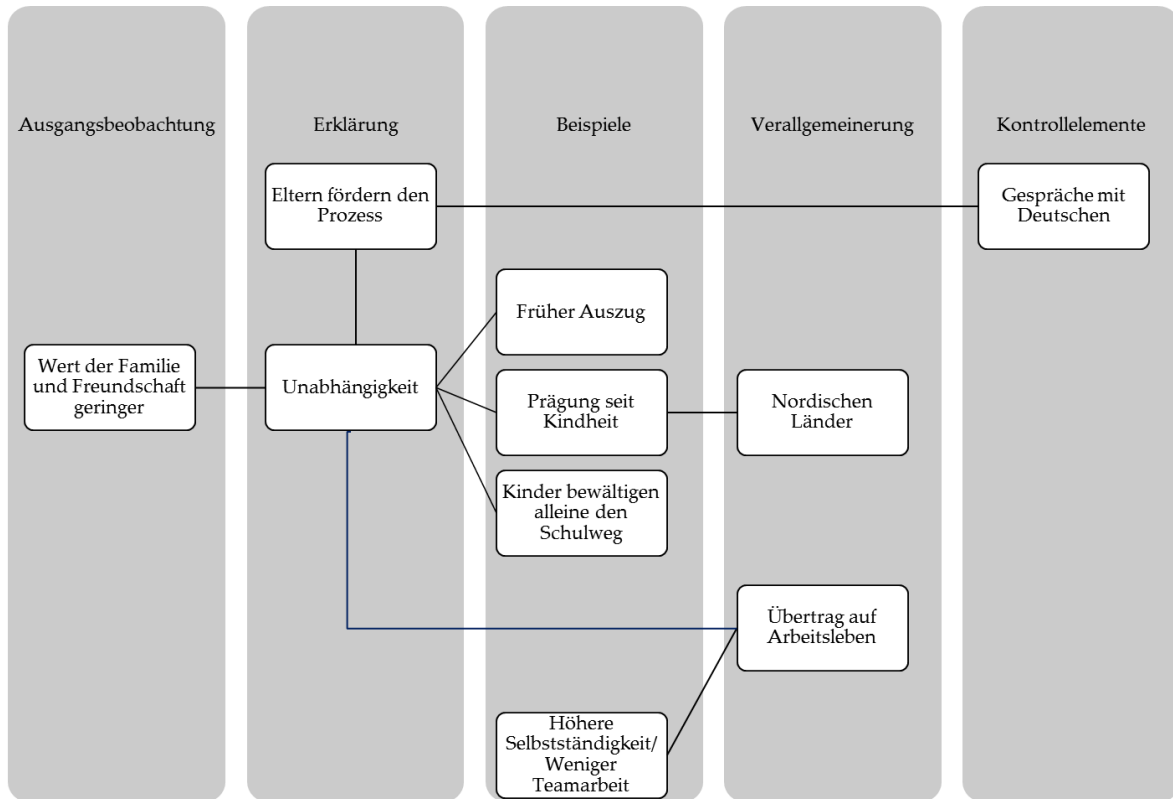 Ausgangsbeobachtung
Erklärung
Beispiele
Verallgemeinerung
Kontrollelemente
Eltern fördern den
Prozess
Gespräche mit
Deutschen
Früher Auszug
Wert der Familie
und Freundschaft
geringer
Unabhängigkeit
Prägung seit
Kindheit
Nordischen
Länder
Kinder bewältigen
alleine den
Schulweg
Übertrag auf
Arbeitsleben
Höhere
Selbstständigkeit/
Weniger
Teamarbeit